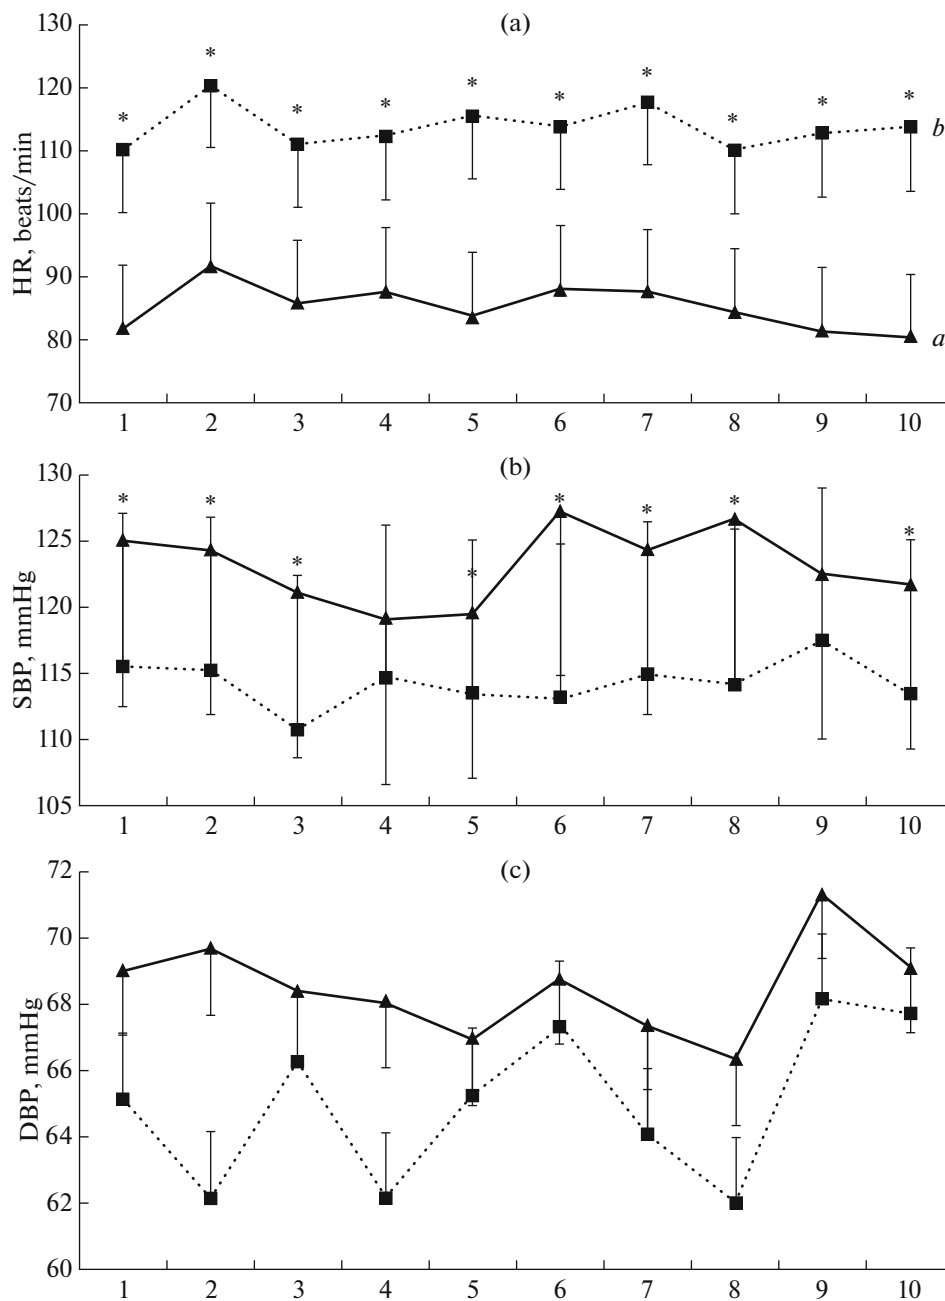 (a)
130
120
110
100
90
80
70
HR, beats/min
* * * * * * * * * *
b
a
1 2 3 4 5 6 7 8 9 10
(b)
130
125
120
115
110
105
SBP, mmHg
* * * * * * * *
1 2 3 4 5 6 7 8 9 10
(c)
72
70
68
66
64
62
60
DBP, mmHg
1 2 3 4 5 6 7 8 9 10